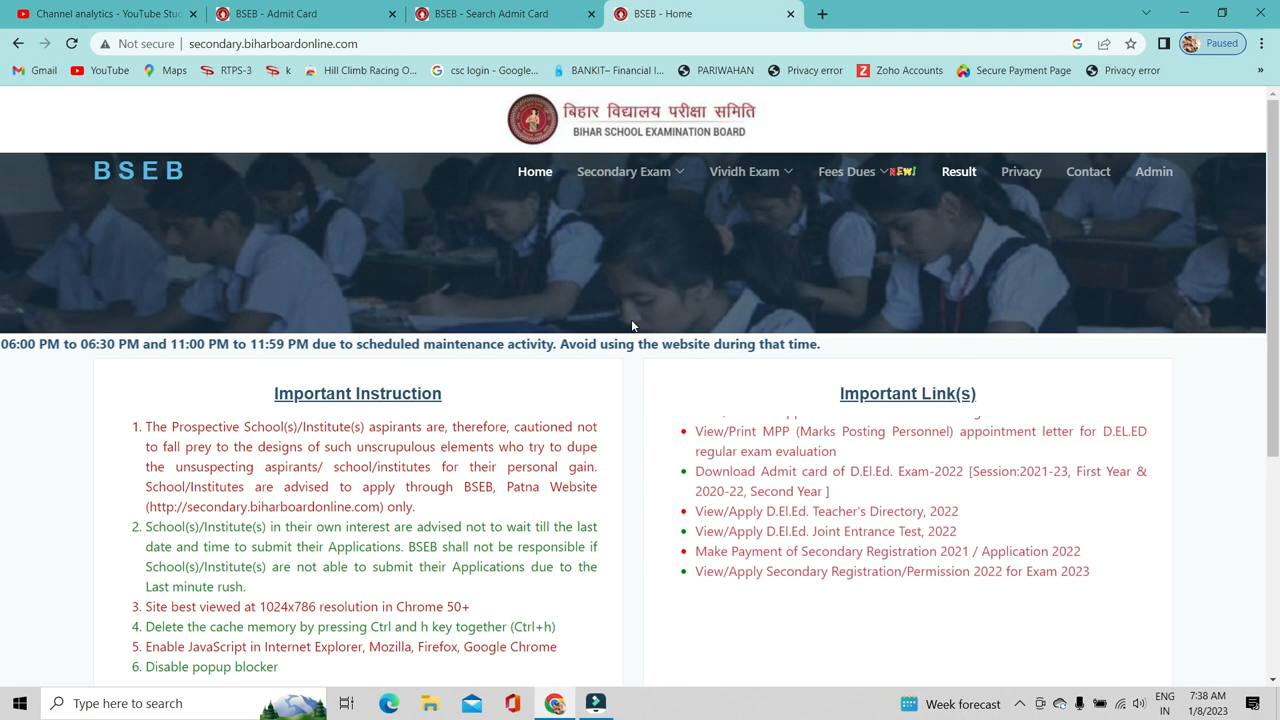 Channel analytics - YouTube Stu
BSEB - Admit Card
BSEB - Search Admit Card
BSEB - Home
Not secure
secondary.biharboardonline.com
Paused
Gmail
YouTube
Maps
RTPS-3
k
Hill Climb Racing O...
csc login - Google...
BANKIT– Financial I...
PARIWAHAN
Privacy error
Zoho Accounts
Secure Payment Page
Privacy error
»
बिहार विद्यालय परीक्षा समिति
BIHAR SCHOOL EXAMINATION BOARD
BSEB
Home
Secondary Exam
Vividh Exam
Fees Dues
NEW!
Result
Privacy
Contact
Admin
06:00 PM to 06:30 PM and 11:00 PM to 11:59 PM due to scheduled maintenance activity. Avoid using the website during that time.
Important Instruction
1. The Prospective School(s)/Institute(s) aspirants are, therefore, cautioned not
to fall prey to the designs of such unscrupulous elements who try to dupe
the unsuspecting aspirants/ school/institutes for their personal gain.
School/Institutes are advised to apply through BSEB, Patna Website
(http://secondary.biharboardonline.com) only.
2. School(s)/Institute(s) in their own interest are advised not to wait till the last
date and time to submit their Applications. BSEB shall not be responsible if
School(s)/Institute(s) are not able to submit their Applications due to the
Last minute rush.
3. Site best viewed at 1024x786 resolution in Chrome 50+
4. Delete the cache memory by pressing Ctrl and h key together (Ctrl+h)
5. Enable JavaScript in Internet Explorer, Mozilla, Firefox, Google Chrome
6. Disable popup blocker
Important Link(s)
View/Print MPP (Marks Posting Personnel) appointment letter for D.EL.ED
regular exam evaluation
Download Admit card of D.El.Ed. Exam-2022 [Session:2021-23, First Year &
2020-22, Second Year ]
View/Apply D.El.Ed. Teacher's Directory, 2022
View/Apply D.El.Ed. Joint Entrance Test, 2022
Make Payment of Secondary Registration 2021 / Application 2022
View/Apply Secondary Registration/Permission 2022 for Exam 2023
Type here to search
Week forecast
ENG
IN
7:38 AM
1/8/2023